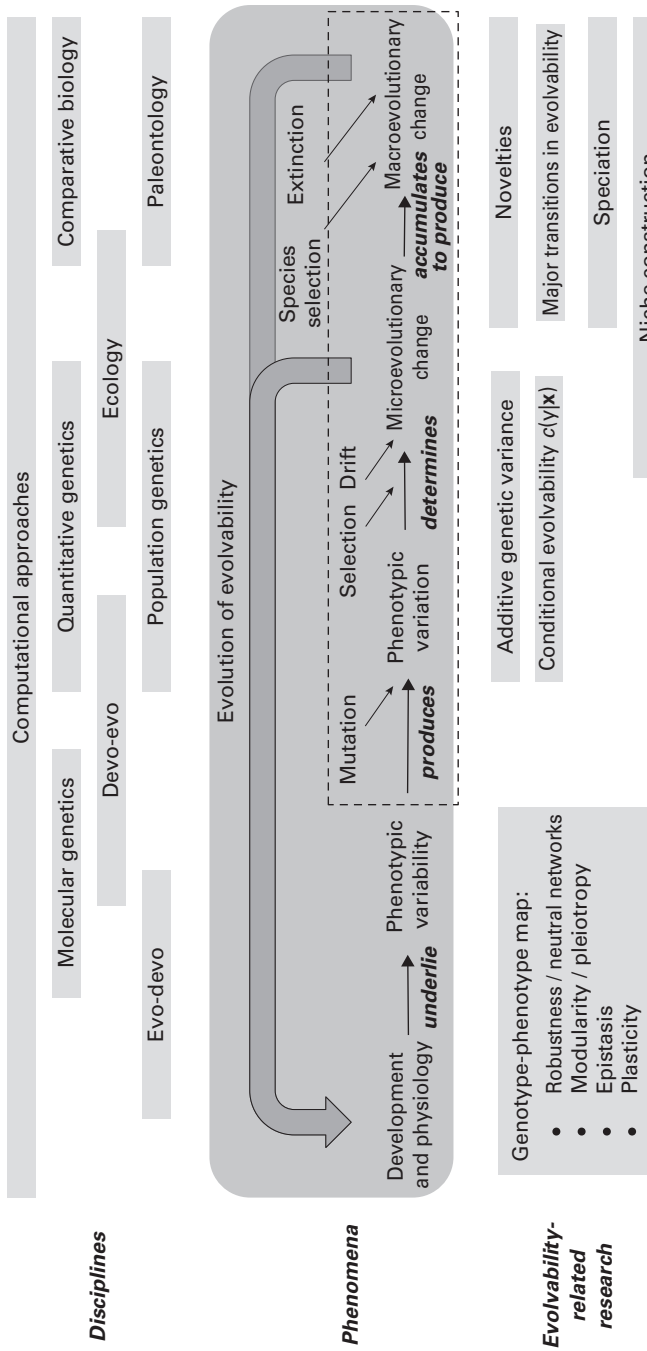 Disciplines
Computational approaches
Molecular genetics
Quantitative genetics
Comparative biology
Devo-evo
Ecology
Evo-devo
Population genetics
Paleontology
Phenomena
Evolution of evolvability
Development
and physiology
underlie
Phenotypic
variability
Mutation
produces
Phenotypic
variation
Selection
Drift
determines
Microevolutionary
change
Species
selection
Extinction
accumulates
to produce
Macroevolutionary
change
Evolvability-
related
research
Genotype-phenotype map:
• Robustness / neutral networks
• Modularity / pleiotropy
• Epistasis
• Plasticity
Additive genetic variance
Conditional evolvability c(y|x)
Novelties
Major transitions in evolvability
Speciation
Niche construction